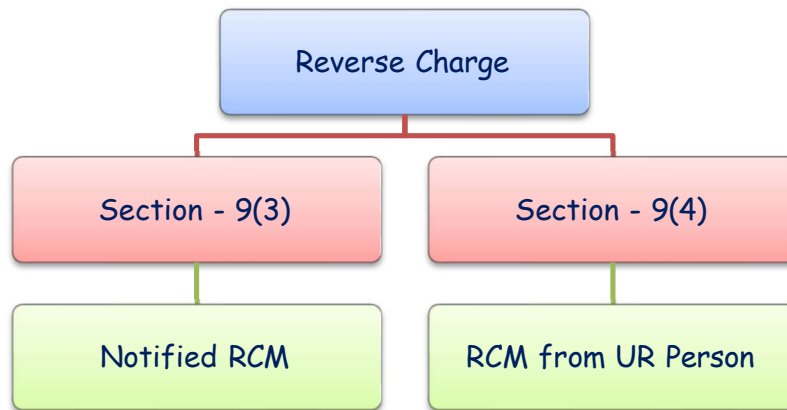 Reverse Charge
Section - 9(3)
Section - 9(4)
Notified RCM
RCM from UR Person